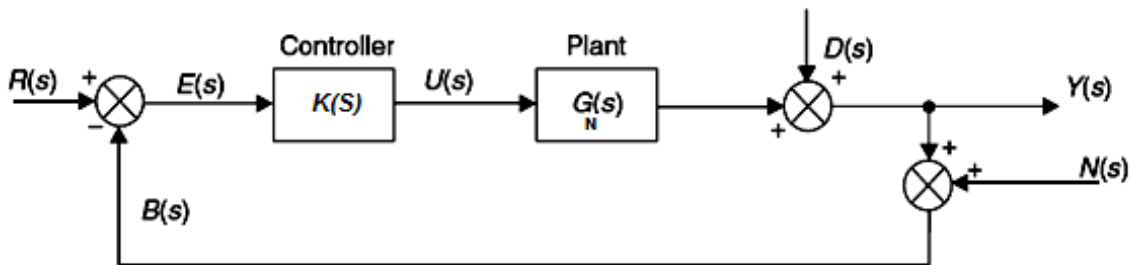 Controller
Plant
D(s)
R(s)
+
E(s)
K(S)
U(s)
G(s)
N
+
+
Y(s)
−
+
+
N(s)
B(s)